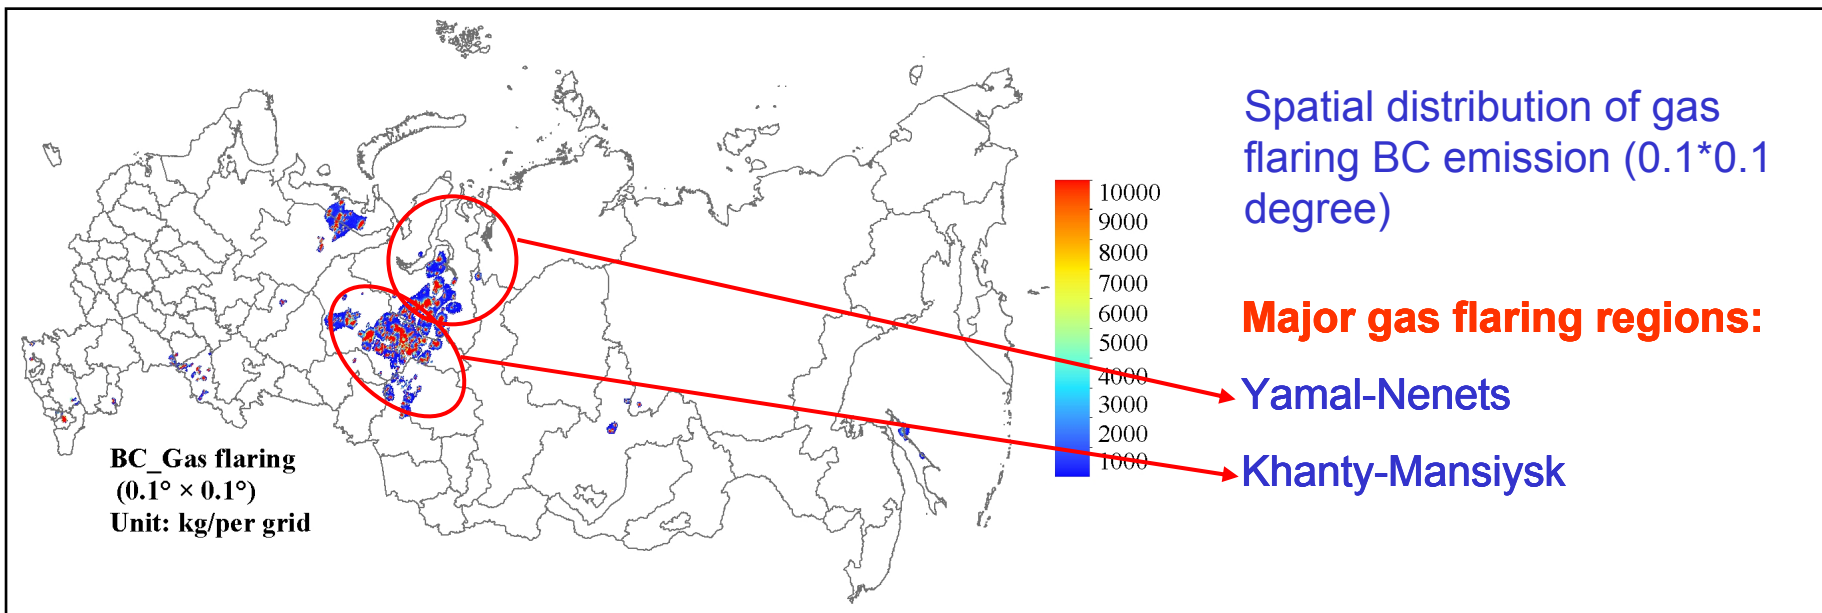 Spatial distribution of gas
flaring BC emission (0.1*0.1
degree)
10000
9000
8000
7000
6000
5000
4000
3000
2000
1000
Major gas flaring regions:
Yamal-Nenets
Khanty-Mansiysk
BC_Gas flaring
(0.1° × 0.1°)
Unit: kg/per grid